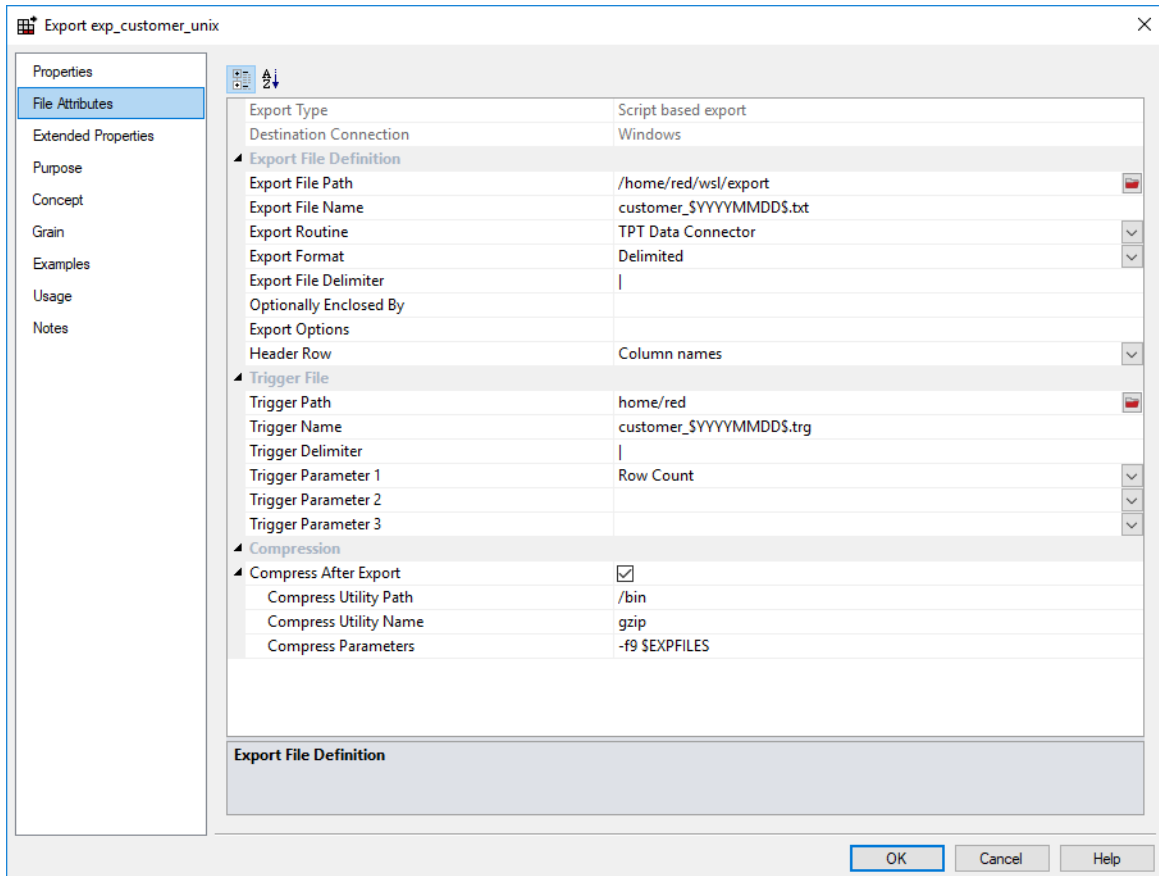 Export exp_customer_unix
Properties
File Attributes
Extended Properties
Purpose
Concept
Grain
Examples
Usage
Notes
Export Type Script based export
Destination Connection Windows
Export File Definition
Export File Path /home/red/wsl/export
Export File Name customer_$YYYYMMDD$.txt
Export Routine TPT Data Connector
Export Format Delimited
Export File Delimiter |
Optionally Enclosed By
Export Options
Header Row Column names
Trigger File
Trigger Path home/red
Trigger Name customer_$YYYYMMDD$.trg
Trigger Delimiter |
Trigger Parameter 1 Row Count
Trigger Parameter 2
Trigger Parameter 3
Compression
Compress After Export
Compress Utility Path /bin
Compress Utility Name gzip
Compress Parameters -f9 $EXPFILES
Export File Definition
OK Cancel Help